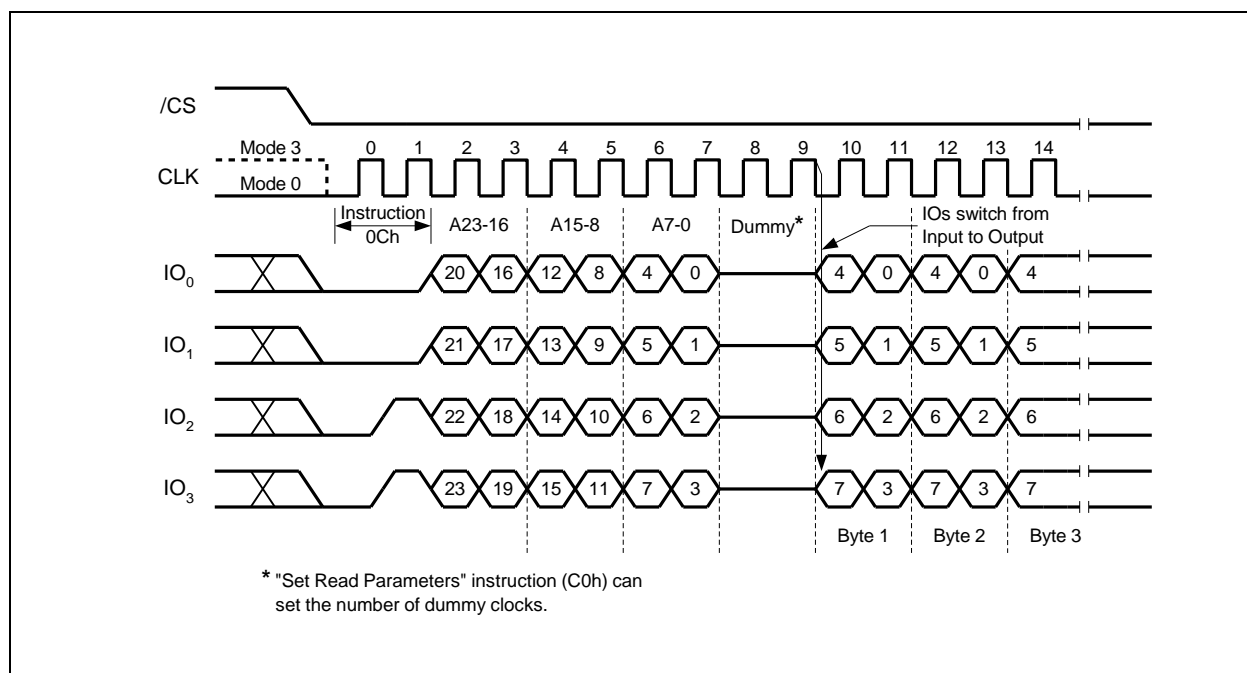 /CS
Mode 3
CLK
Mode 0
0 1 2 3 4 5 6 7 8 9 10 11 12 13 14
Instruction
0Ch
A23-16 A15-8 A7-0 Dummy*
IOs switch from
Input to Output
IO0 20 16 12 8 4 0 4 0 4 0 4
IO1 21 17 13 9 5 1 5 1 5 1 5
IO2 22 18 14 10 6 2 6 2 6 2 6
IO3 23 19 15 11 7 3 7 3 7 3 7
Byte 1 Byte 2 Byte 3
* "Set Read Parameters" instruction (C0h) can
set the number of dummy clocks.